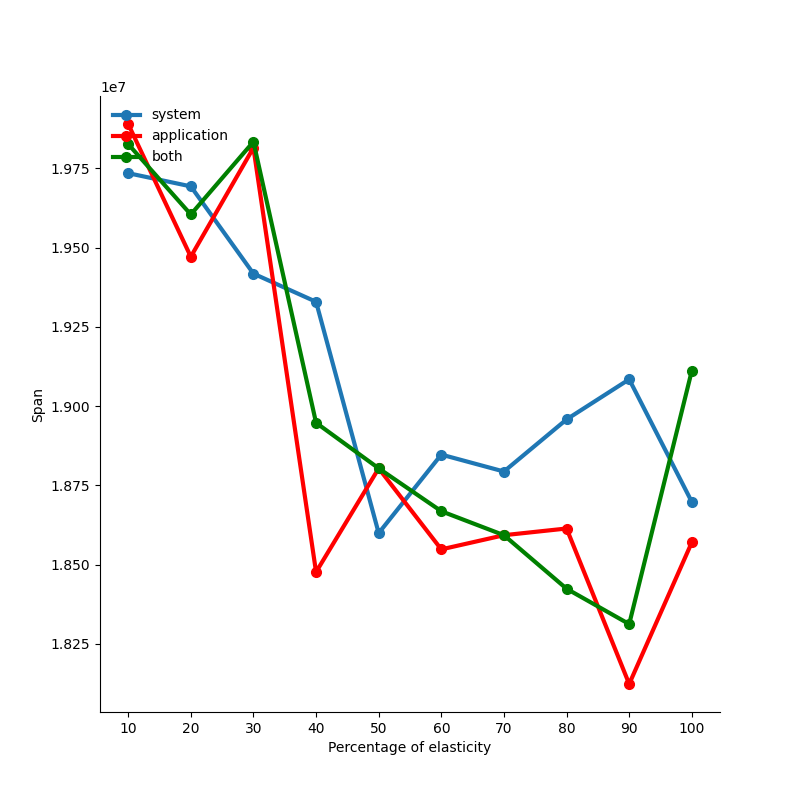 1e7
system
application
both
1.975
1.950
1.925
1.900
1.875
1.850
1.825
Span
10 20 30 40 50 60 70 80 90 100
Percentage of elasticity